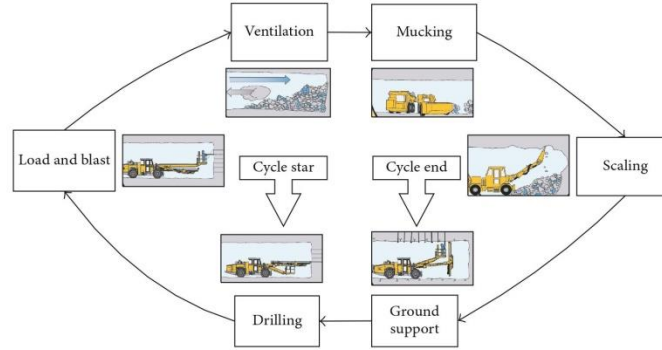 Ventilation
Mucking
Load and blast
Cycle star
Cycle end
Scaling
Drilling
Ground
support